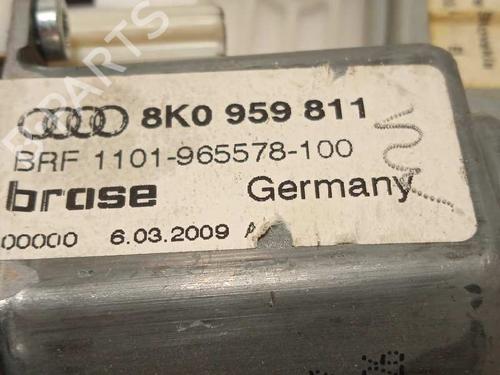 8K0 959 811
BRF 1101-965578-100
brose Germany
00000 6.03.2009 A